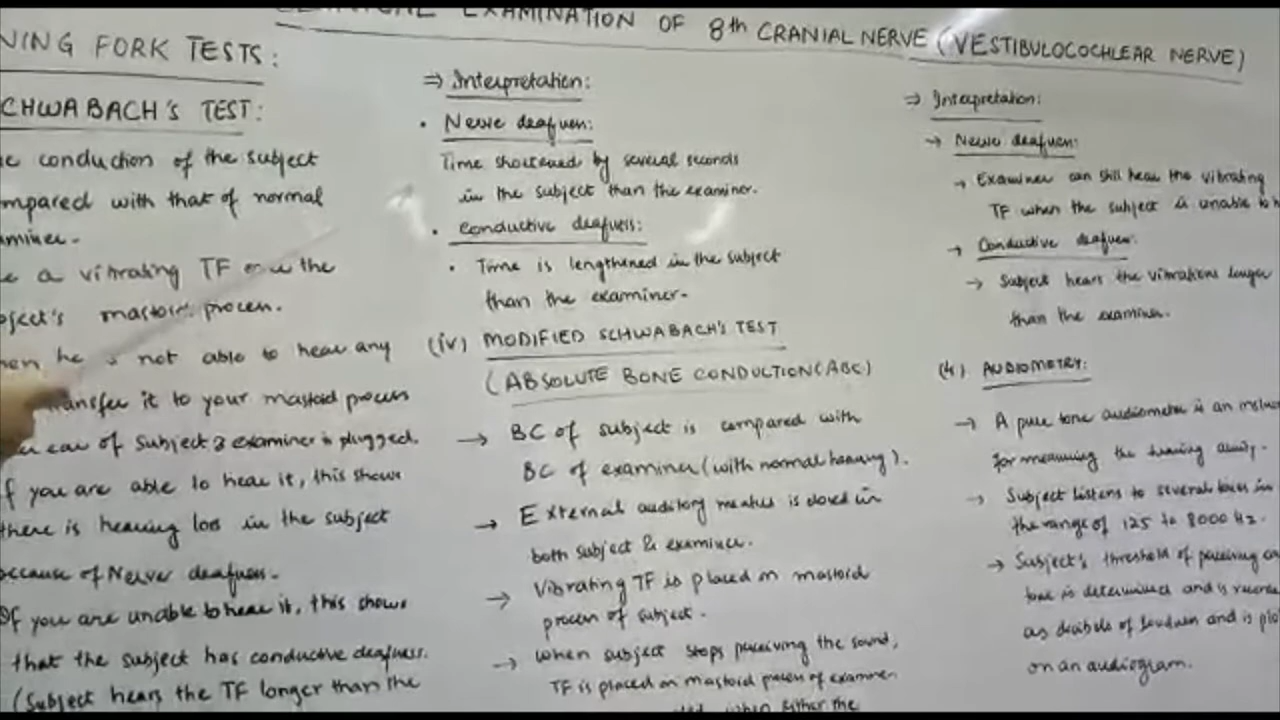 EXAMINATION OF 8th CRANIAL NERVE (VESTIBULOCOCHLEAR NERVE)
NING FORK TESTS:
CHWABACH'S TEST:
e conduction of the subject
mpared with that of normal
aminer.
e a vibrating TF the
bject's mastoid process.
hen he is not able to hear any
transfer it to your mastoid process
ear of subject & examiner is plugged.
f you are able to hear it, this shows
there is hearing loss in the subject
because of Nerve deafness.
If you are unable to hear it, this shows
that the subject has conductive deafness.
(Subject hears the TF longer than the
⇒ Interpretation:
• Nerve deafness:
Time shortened by several seconds
in the subject than the examiner.
• Conductive deafness:
• Time is lengthened in the subject
than the examiner.
(iv) MODIFIED SCHWABACH'S TEST
(ABSOLUTE BONE CONDUCTION(ABC)
→ BC of subject is compared with
BC of examiner (with normal hearing).
→ External auditory meatus is closed in
both subject & examiner.
→ Vibrating TF is placed on mastoid
process of subject.
→ When subject stops perceiving the sound,
TF is placed on mastoid process of examiner
when either the
⇒ Interpretation:
→ Nerve deafness:
→ Examiner can still hear the vibrating
TF when the subject is unable to h
→ Conductive deafness:
→ Subject hears the vibrations longer
than the examiner.
(4) AUDIOMETRY:
→ A pure tone audiometer is an instru
for measuring the hearing acuity.
→ Subject listens to several tones in
the range of 125 to 8000 Hz.
→ Subject's threshold of perceiving
tone is determined and is recorde
as decibels of loudness and is plo
on an audiogram.